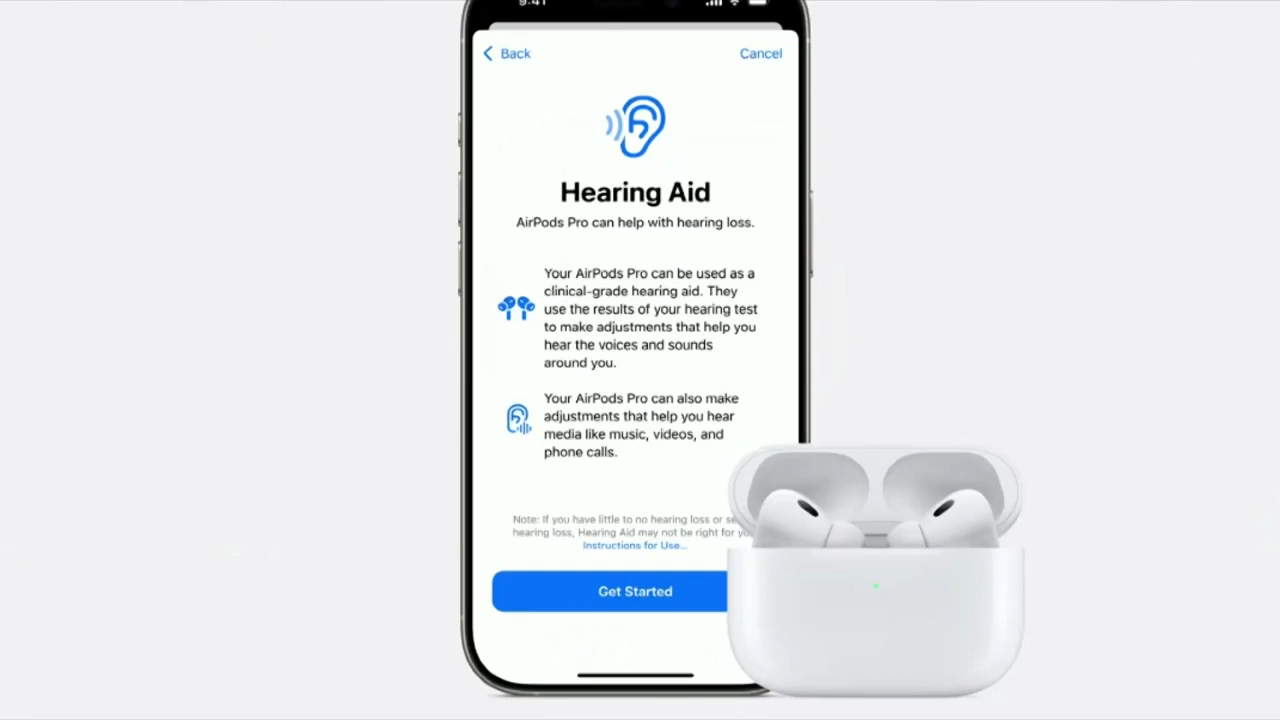 9:41
Back
Cancel
Hearing Aid
AirPods Pro can help with hearing loss.
Your AirPods Pro can be used as a
clinical-grade hearing aid. They
use the results of your hearing test
to make adjustments that help you
hear the voices and sounds
around you.
Your AirPods Pro can also make
adjustments that help you hear
media like music, videos, and
phone calls.
Note: If you have little to no hearing loss or
hearing loss, Hearing Aid may not be right for
Instructions for Use...
Get Started